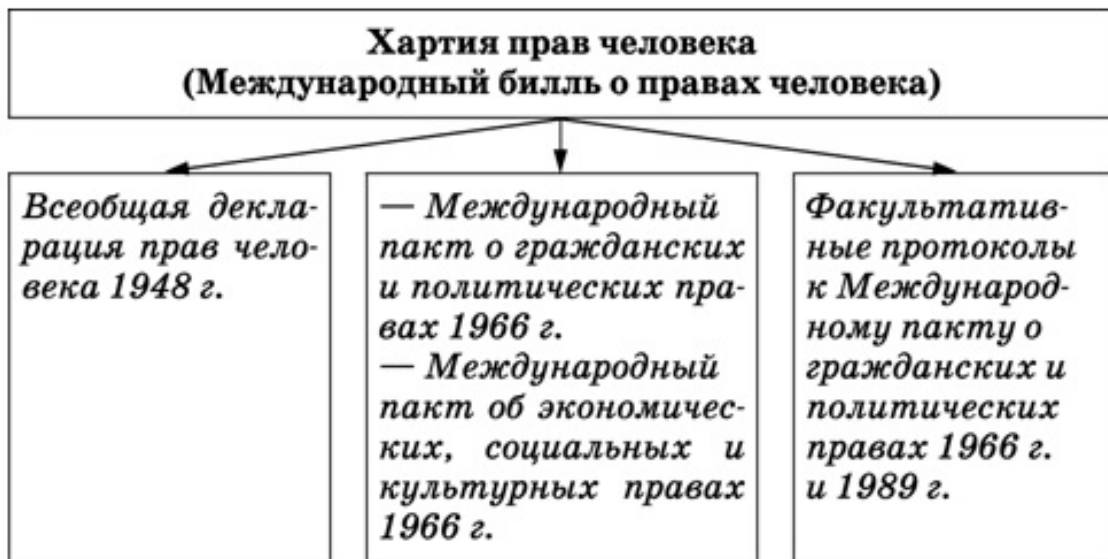 Хартия прав человека
(Международный билль о правах человека)
Всеобщая декла-
рация прав чело-
века 1948 г.
— Международный
пакт о гражданских
и политических пра-
вах 1966 г.
— Международный
пакт об экономичес-
ких, социальных и
культурных правах
1966 г.
Факультатив-
ные протоколы
к Международ-
ному пакту о
гражданских и
политических
правах 1966 г.
и 1989 г.